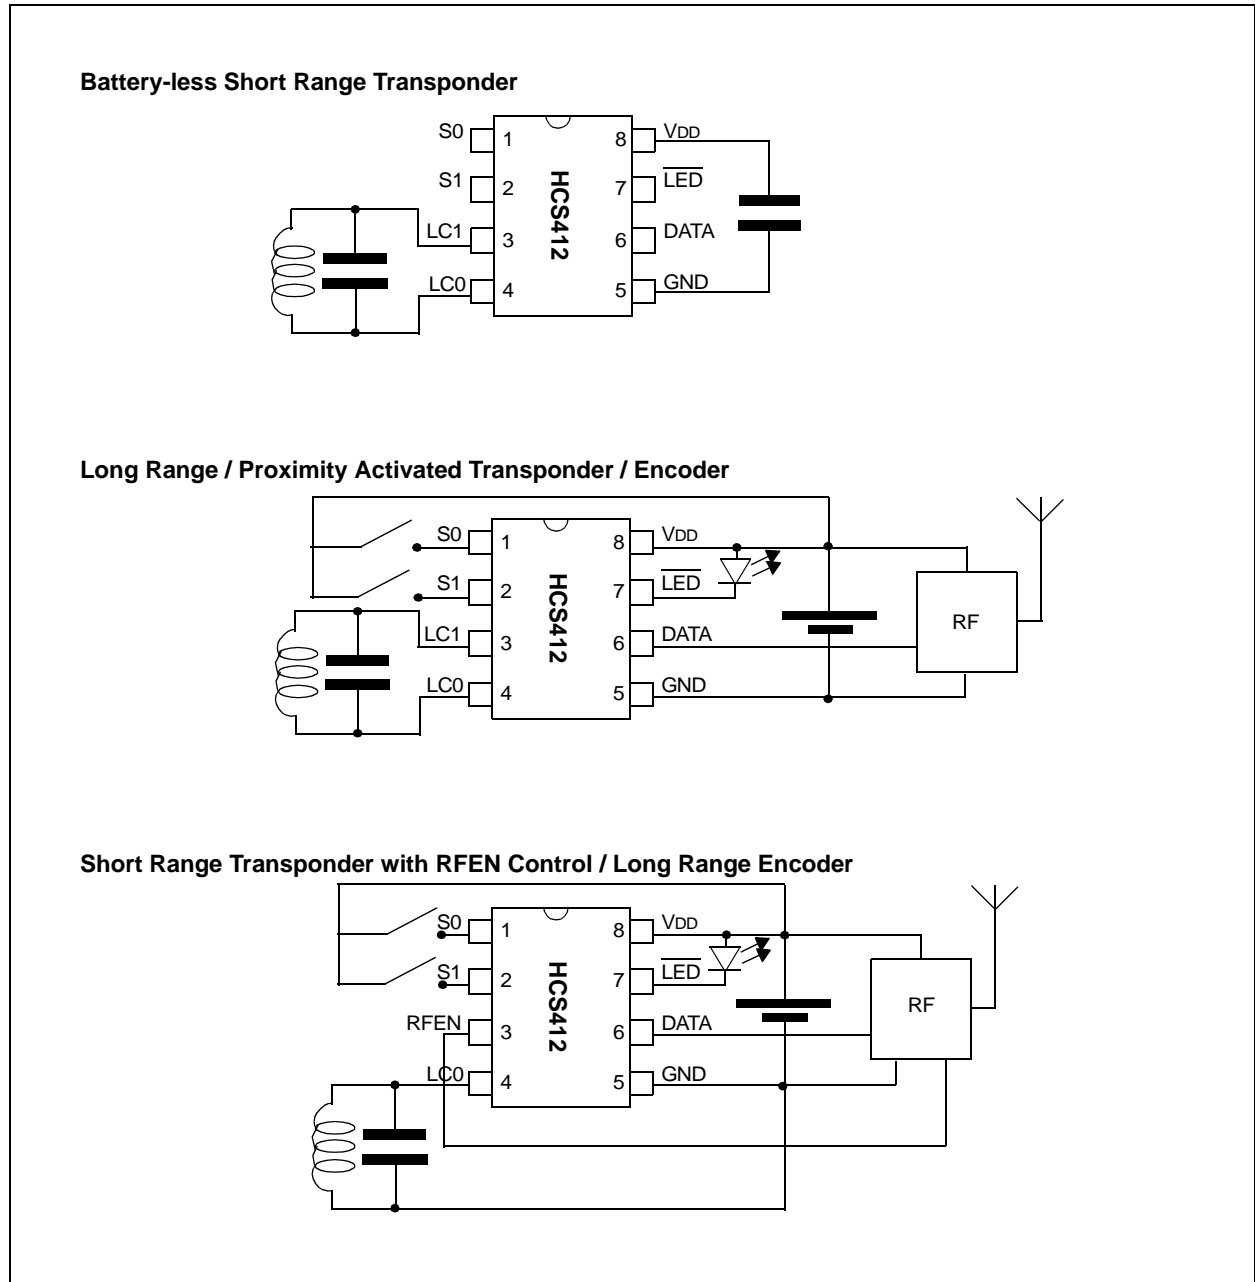 Battery-less Short Range Transponder
S0 1 8 VDD
S1 2 7 LED
LC1 3 6 DATA
LC0 4 5 GND
HCS412
Long Range / Proximity Activated Transponder / Encoder
S0 1 8 VDD
S1 2 7 LED
LC1 3 6 DATA
LC0 4 5 GND
HCS412
RF
Short Range Transponder with RFEN Control / Long Range Encoder
S0 1 8 VDD
S1 2 7 LED
RFEN 3 6 DATA
LC0 4 5 GND
HCS412
RF